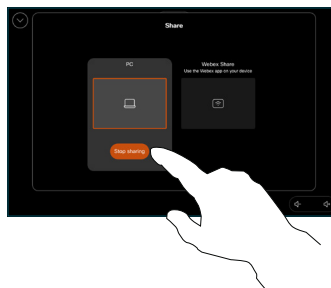 Share
PC
Webex Share
Use the Webex app on your device
Stop sharing